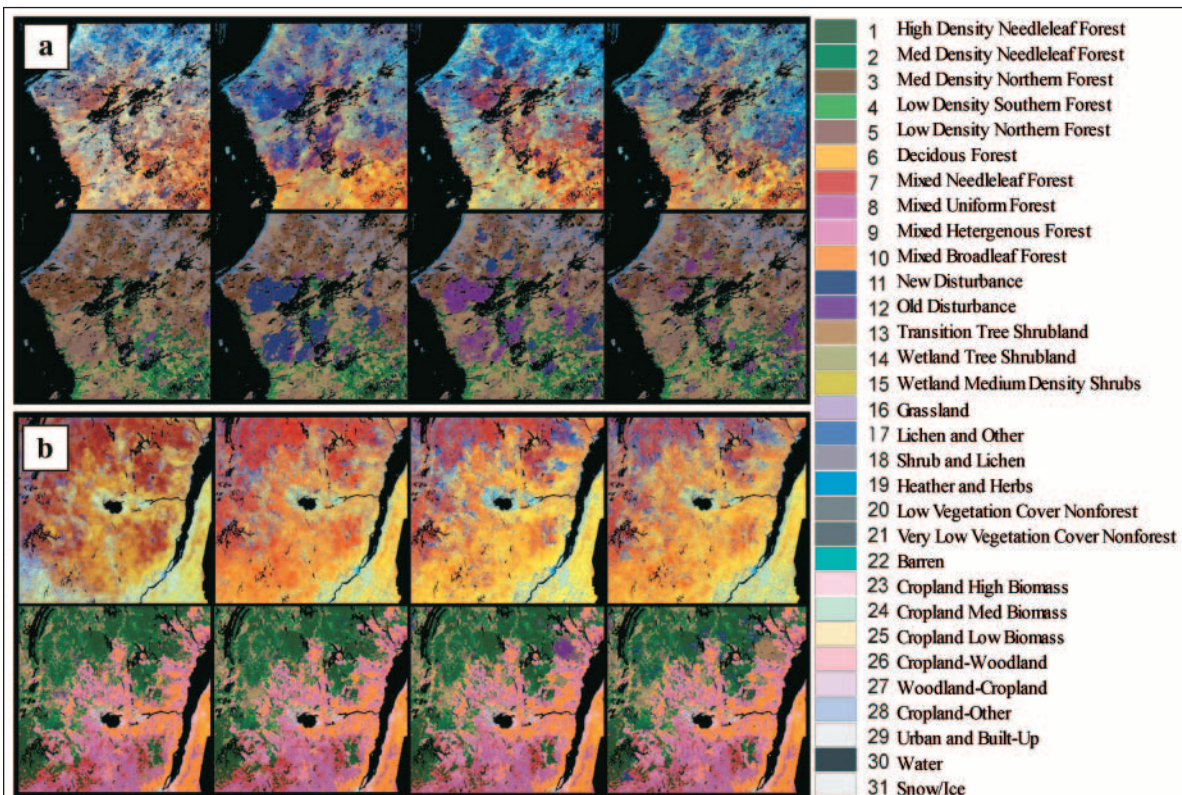 a
b
1 High Density Needleleaf Forest
2 Med Density Needleleaf Forest
3 Med Density Northern Forest
4 Low Density Southern Forest
5 Low Density Northern Forest
6 Decidous Forest
7 Mixed Needleleaf Forest
8 Mixed Uniform Forest
9 Mixed Hetergenous Forest
10 Mixed Broadleaf Forest
11 New Disturbance
12 Old Disturbance
13 Transition Tree Shrubland
14 Wetland Tree Shrubland
15 Wetland Medium Density Shrubs
16 Grassland
17 Lichen and Other
18 Shrub and Lichen
19 Heather and Herbs
20 Low Vegetation Cover Nonforest
21 Very Low Vegetation Cover Nonforest
22 Barren
23 Cropland High Biomass
24 Cropland Med Biomass
25 Cropland Low Biomass
26 Cropland-Woodland
27 Woodland-Cropland
28 Cropland-Other
29 Urban and Built-Up
30 Water
31 Snow/Ice